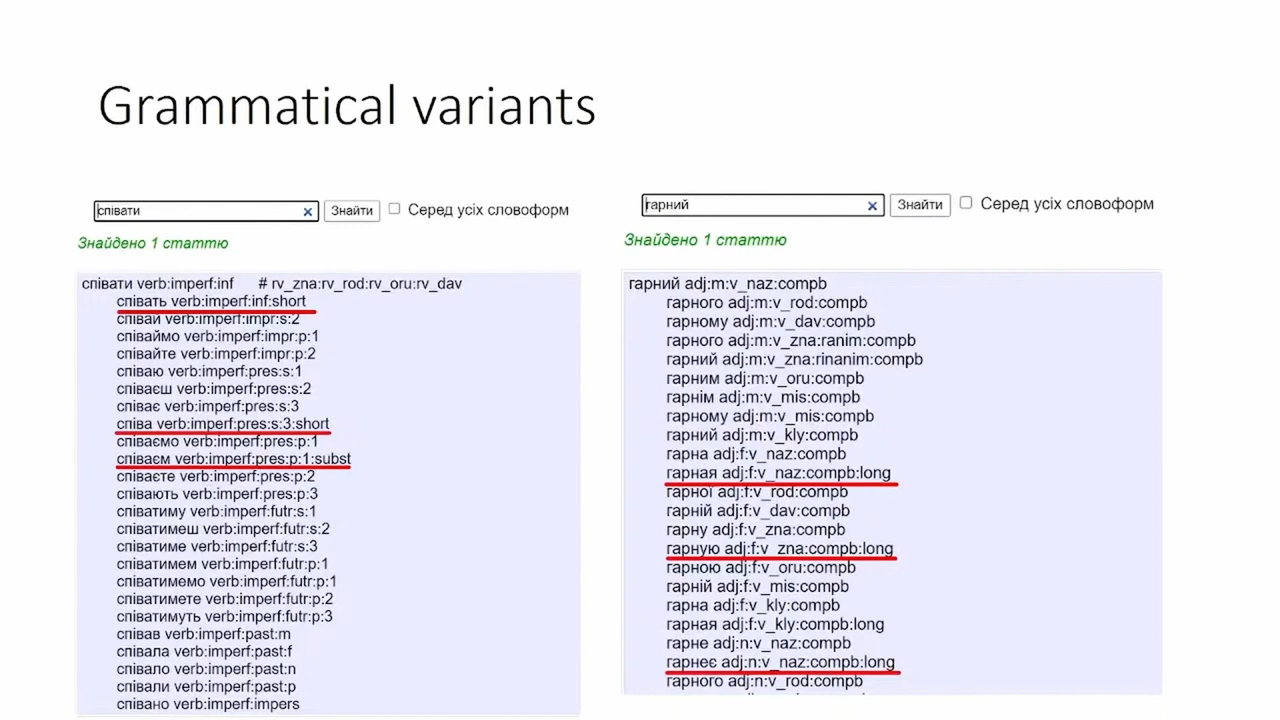 Grammatical variants
співати × Знайти Серед усіх словоформ
Знайдено 1 статтю
співати verb:imperf:inf # rv_zna:rv_rod:rv_oru:rv_dav
співать verb:imperf:inf:short
співай verb:imperf:impr:s:2
співаймо verb:imperf:impr:p:1
співайте verb:imperf:impr:p:2
співаю verb:imperf:pres:s:1
співаєш verb:imperf:pres:s:2
співає verb:imperf:pres:s:3
співа verb:imperf:pres:s:3:short
співаємо verb:imperf:pres:p:1
співаєм verb:imperf:pres:p:1:subst
співаєте verb:imperf:pres:p:2
співають verb:imperf:pres:p:3
співатиму verb:imperf:futr:s:1
співатимеш verb:imperf:futr:s:2
співатиме verb:imperf:futr:s:3
співатимем verb:imperf:futr:p:1
співатимемо verb:imperf:futr:p:1
співатимете verb:imperf:futr:p:2
співатимуть verb:imperf:futr:p:3
співав verb:imperf:past:m
співала verb:imperf:past:f
співало verb:imperf:past:n
співали verb:imperf:past:p
співано verb:imperf:impers
гарний × Знайти Серед усіх словоформ
Знайдено 1 статтю
гарний adj:m:v_naz:compb
гарного adj:m:v_rod:compb
гарному adj:m:v_dav:compb
гарного adj:m:v_zna:ranim:compb
гарний adj:m:v_zna:rinanim:compb
гарним adj:m:v_oru:compb
гарнім adj:m:v_mis:compb
гарному adj:m:v_mis:compb
гарний adj:m:v_kly:compb
гарна adj:f:v_naz:compb
гарная adj:f:v_naz:compb:long
гарної adj:f:v_rod:compb
гарній adj:f:v_dav:compb
гарну adj:f:v_zna:compb
гарную adj:f:v_zna:compb:long
гарною adj:f:v_oru:compb
гарній adj:f:v_mis:compb
гарна adj:f:v_kly:compb
гарная adj:f:v_kly:compb:long
гарне adj:n:v_naz:compb
гарнеє adj:n:v_naz:compb:long
гарного adj:n:v_rod:compb